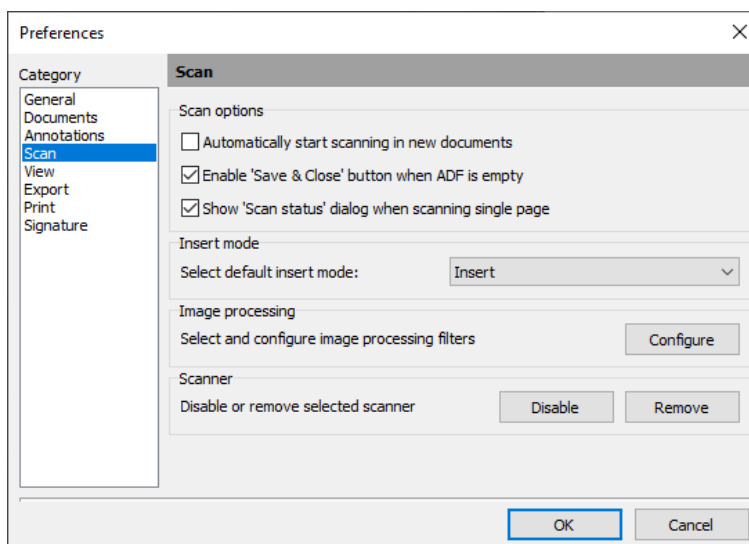 Preferences
Category
General
Documents
Annotations
Scan
View
Export
Print
Signature
Scan
Scan options
Automatically start scanning in new documents
Enable 'Save & Close' button when ADF is empty
Show 'Scan status' dialog when scanning single page
Insert mode
Select default insert mode: Insert
Image processing
Select and configure image processing filters Configure
Scanner
Disable or remove selected scanner Disable Remove
OK Cancel